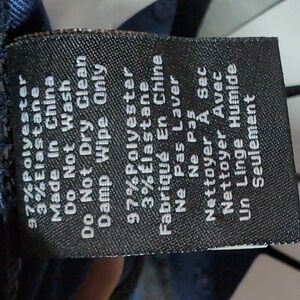 97%Polyester
3%Elastane
Made In China
Do Not Wash
Do Not Dry Clean
Damp Wipe Only
97%Polyester
3%Élastane
Fabriqué En Chine
Ne Pas Laver
Ne Pas
Nettoyer À Sec
Nettoyer Avec
Un Linge Humide
Seulement